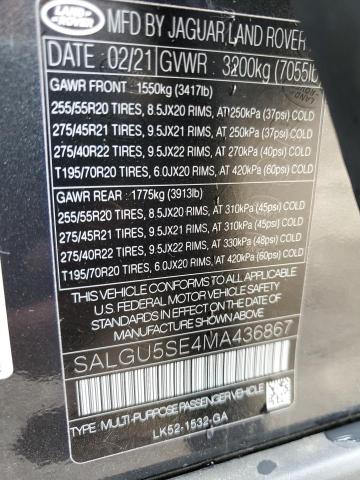 LAND ROVER
MFD BY JAGUAR LAND ROVER
DATE 02/21 GVWR 3200kg (7055lb
GAWR FRONT 1550kg (3417lb)
255/55R20 TIRES, 8.5JX20 RIMS, AT 250kPa (37psi) COLD
275/45R21 TIRES, 9.5JX21 RIMS, AT 250kPa (37psi) COLD
275/40R22 TIRES, 9.5JX22 RIMS, AT 270kPa (40psi) COLD
T195/70R20 TIRES, 6.0JX20 RIMS, AT 420kPa (60psi) COLD
GAWR REAR 1775kg (3913lb)
255/55R20 TIRES, 8.5JX20 RIMS, AT 310kPa (45psi) COLD
275/45R21 TIRES, 9.5JX21 RIMS, AT 310kPa (45psi) COLD
275/40R22 TIRES, 9.5JX22 RIMS, AT 330kPa (48psi) COLD
T195/70R20 TIRES, 6.0JX20 RIMS, AT 420kPa (60psi) COLD
THIS VEHICLE CONFORMS TO ALL APPLICABLE
U.S. FEDERAL MOTOR VEHICLE SAFETY
STANDARDS IN EFFECT ON THE DATE OF
MANUFACTURE SHOWN ABOVE
SALGU5SE4MA436867
TYPE: MULTI-PURPOSE PASSENGER VEHICLE
LK52-1532-GA